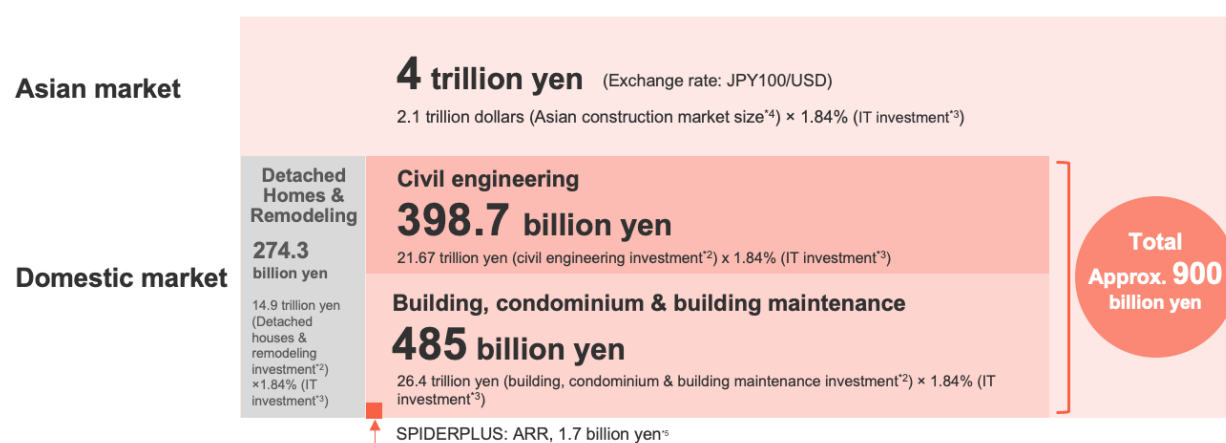 Asian market
4 trillion yen (Exchange rate: JPY100/USD)
2.1 trillion dollars (Asian construction market size*4) × 1.84% (IT investment*3)
Domestic market
Detached
Homes &
Remodeling
274.3
billion yen
14.9 trillion yen
(Detached
houses &
remodeling
investment*2)
×1.84% (IT
investment*3)
Civil engineering
398.7 billion yen
21.67 trillion yen (civil engineering investment*2) x 1.84% (IT investment*3)
Building, condominium & building maintenance
485 billion yen
26.4 trillion yen (building, condominium & building maintenance investment*2) × 1.84% (IT
investment*3)
Total
Approx. 900
billion yen
SPIDERPLUS: ARR, 1.7 billion yen*5